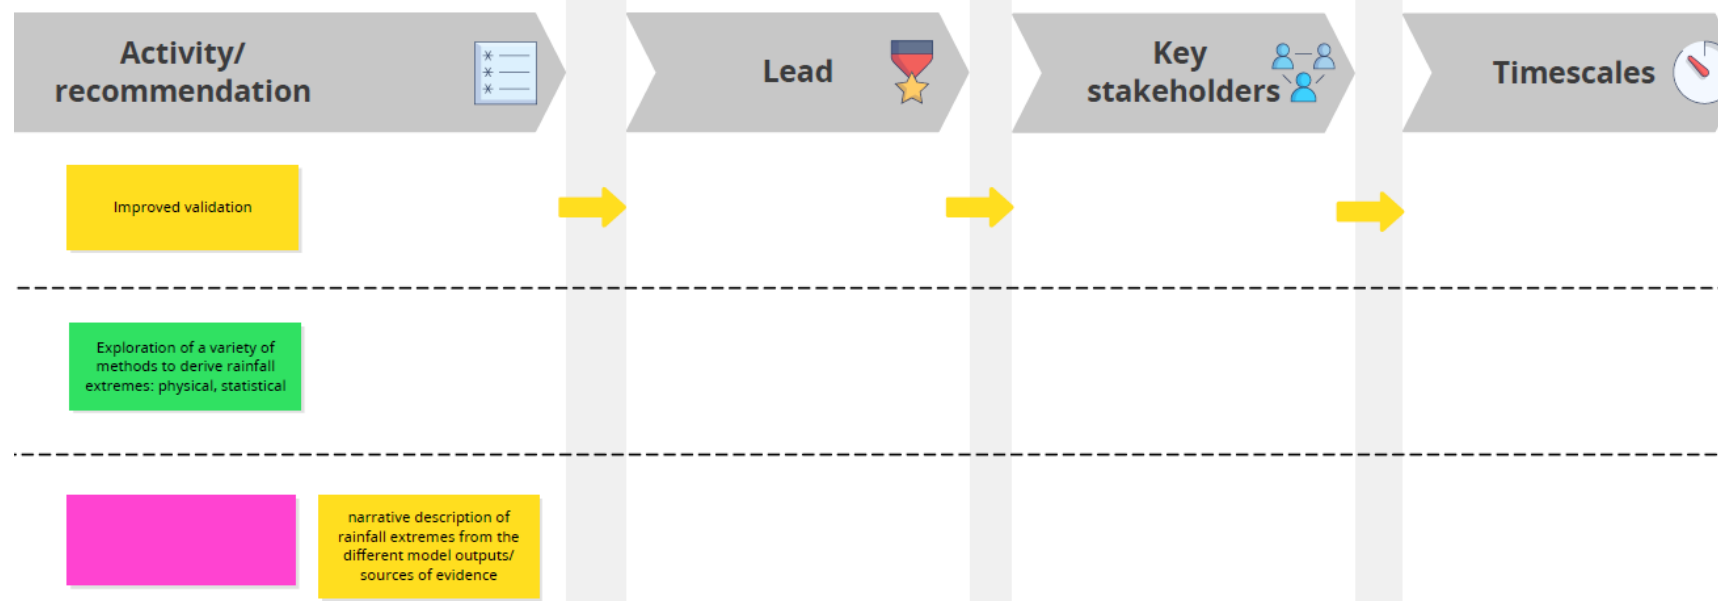 Activity/
recommendation
Lead
Key
stakeholders
Timescales
Improved validation
Exploration of a variety of
methods to derive rainfall
extremes: physical, statistical
narrative description of
rainfall extremes from the
different model outputs/
sources of evidence